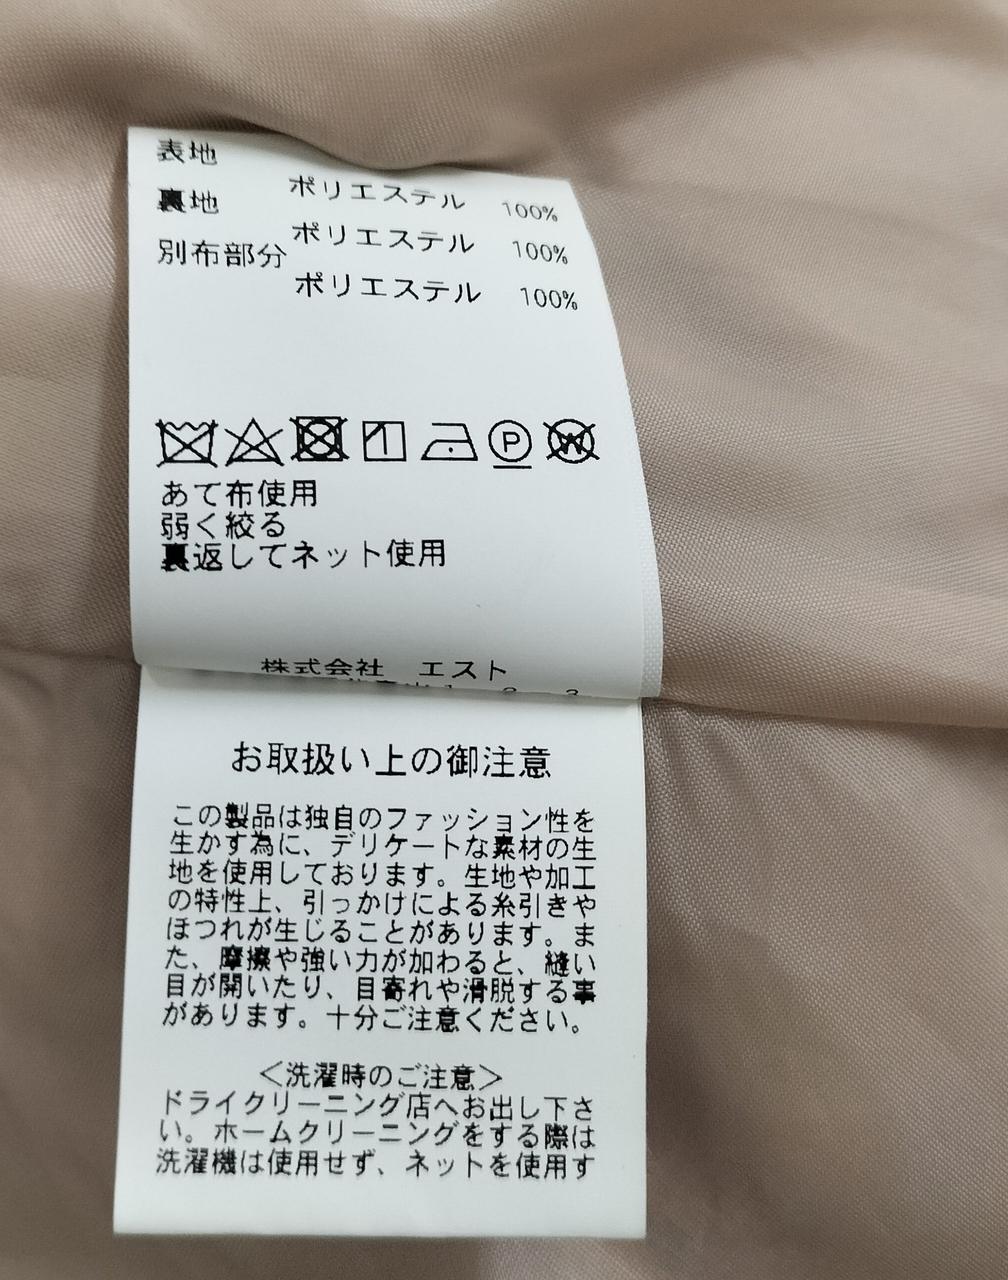 表地
ポリエステル 100%
裏地
ポリエステル 100%
別布部分
ポリエステル 100%
P
W
あて布使用
弱く絞る
裏返してネット使用
株式会社 エスト
お取扱い上の御注意
この製品は独自のファッション性を
生かす為に、デリケートな素材の生
地を使用しております。生地や加工
の特性上、引っかけによる糸引きや
ほつれが生じることがあります。ま
た、摩擦や強い力が加わると、縫い
目が開いたり、目寄れや滑脱する事
があります。十分ご注意ください。
＜洗濯時のご注意＞
ドライクリーニング店へお出し下さ
い。ホームクリーニングをする際は
洗濯機は使用せず、ネットを使用す